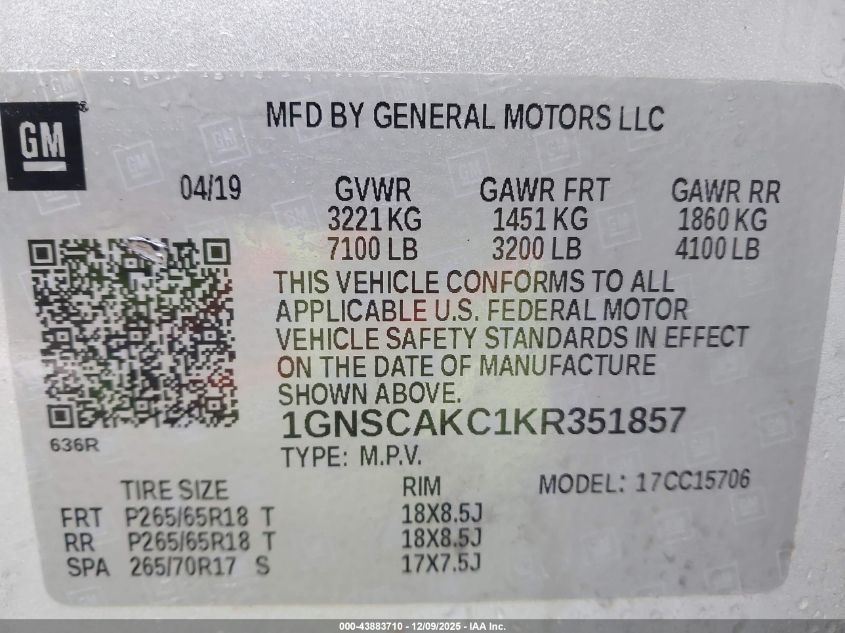 GM
MFD BY GENERAL MOTORS LLC
04/19 GVWR GAWR FRT GAWR RR
3221 KG 1451 KG 1860 KG
7100 LB 3200 LB 4100 LB
THIS VEHICLE CONFORMS TO ALL
APPLICABLE U.S. FEDERAL MOTOR
VEHICLE SAFETY STANDARDS IN EFFECT
ON THE DATE OF MANUFACTURE
SHOWN ABOVE.
1GNSCAKC1KR351857
636R
TYPE: M.P.V.
TIRE SIZE RIM MODEL: 17CC15706
FRT P265/65R18 T 18X8.5J
RR P265/65R18 T 18X8.5J
SPA 265/70R17 S 17X7.5J
000-43883710 - 12/09/2025 - IAA Inc.